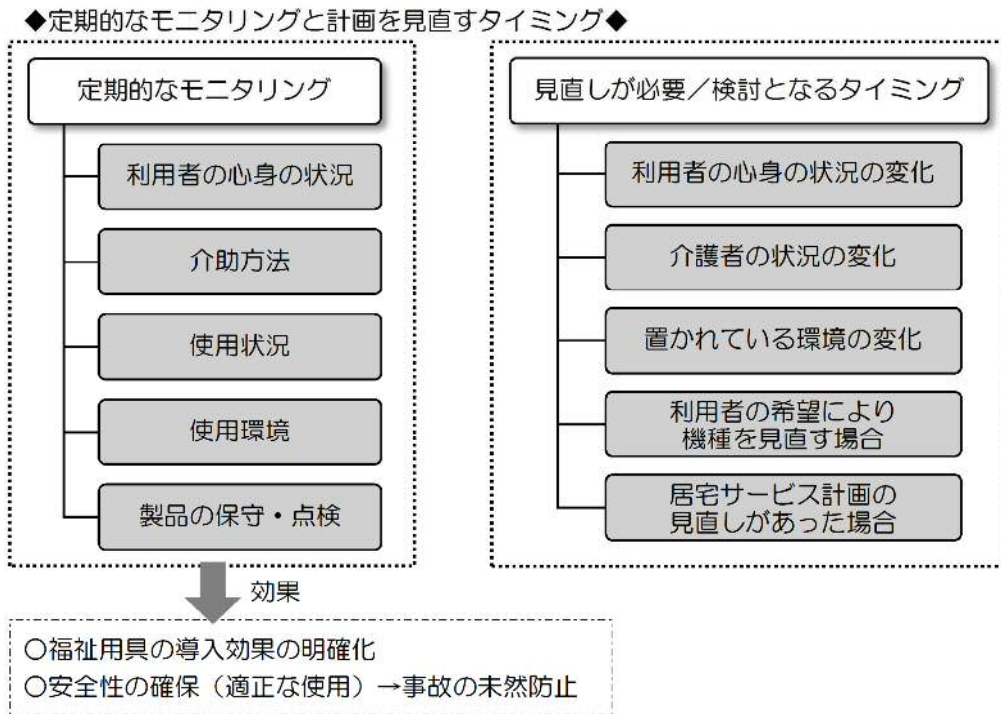 ◆定期的なモニタリングと計画を見直すタイミング◆
定期的なモニタリング
利用者の心身の状況
介助方法
使用状況
使用環境
製品の保守・点検
見直しが必要／検討となるタイミング
利用者の心身の状況の変化
介護者の状況の変化
置かれている環境の変化
利用者の希望により
機種を見直す場合
居宅サービス計画の
見直しがあった場合
効果
〇福祉用具の導入効果の明確化
〇安全性の確保（適正な使用）→事故の未然防止